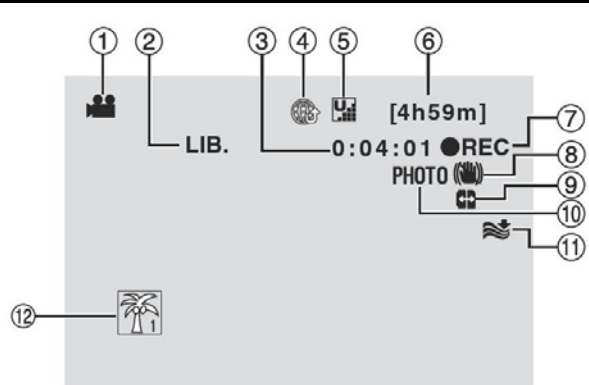 ① ② ③ ④ ⑤ ⑥
[4h59m]
LIB. 0:04:01 ●REC ⑦
PHOTO ⑧
⑨
⑩
⑪
⑫ 1